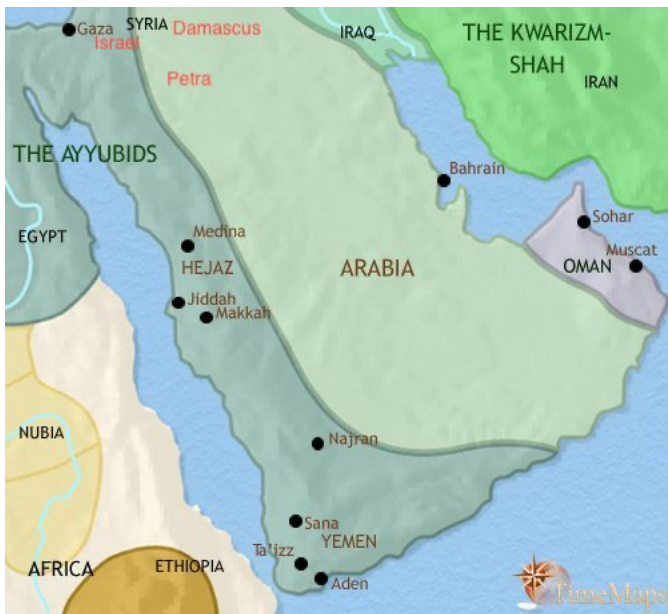 THE KWARIZM-
SHAH
SYRIA
Damascus
IRAQ
Gaza
Israel
IRAN
Petra
THE AYYUBIDS
Bahrain
Sohar
Medina
EGYPT
Muscat
HEJAZ
ARABIA
OMAN
Jiddah
Makkah
NUBIA
Najran
Sana
YEMEN
Ta'izz
AFRICA
ETHIOPIA
Aden
TimeMaps